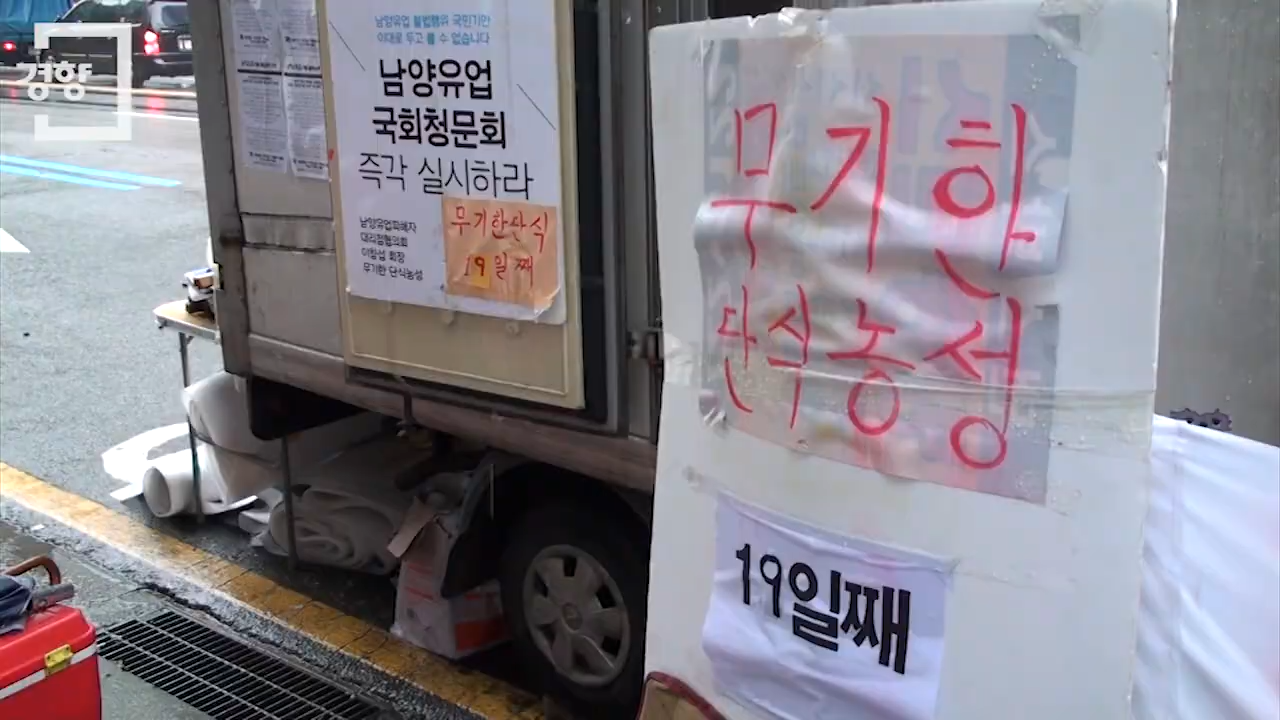 경향
남양유업 불법행위 국민기만
이대로 두고 볼 수 없습니다
남양유업
국회청문회
즉각 실시하라
남양유업피해자
대리점협의회
이창섭 회장
무기한 단식농성
무기한단식
19일째
무기한
단식농성
19일째